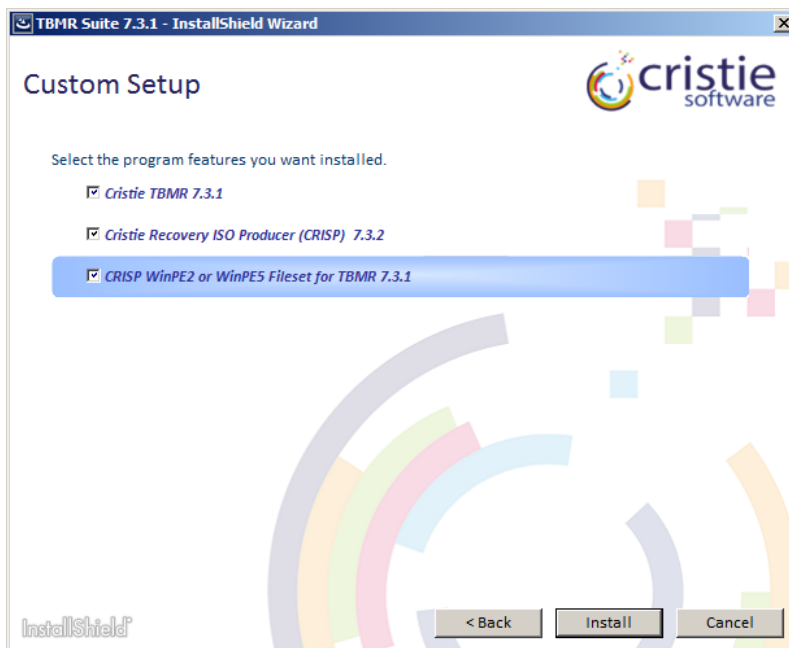 TBMR Suite 7.3.1 - InstallShield Wizard
Custom Setup
cristie
software
Select the program features you want installed.
Cristie TBMR 7.3.1
Cristie Recovery ISO Producer (CRISP) 7.3.2
CRISP WinPE2 or WinPE5 Fileset for TBMR 7.3.1
InstallShield
< Back
Install
Cancel